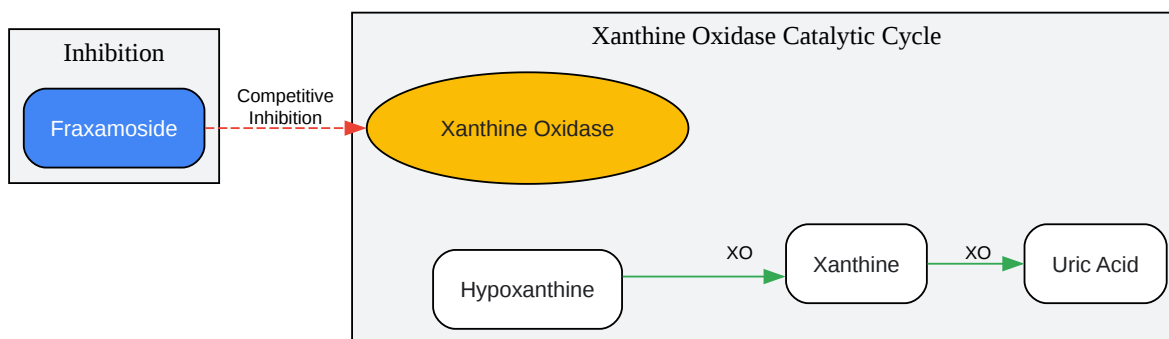 Inhibition
Fraxamoside
Competitive
Inhibition
Xanthine Oxidase Catalytic Cycle
Xanthine Oxidase
Hypoxanthine
XO
Xanthine
XO
Uric Acid